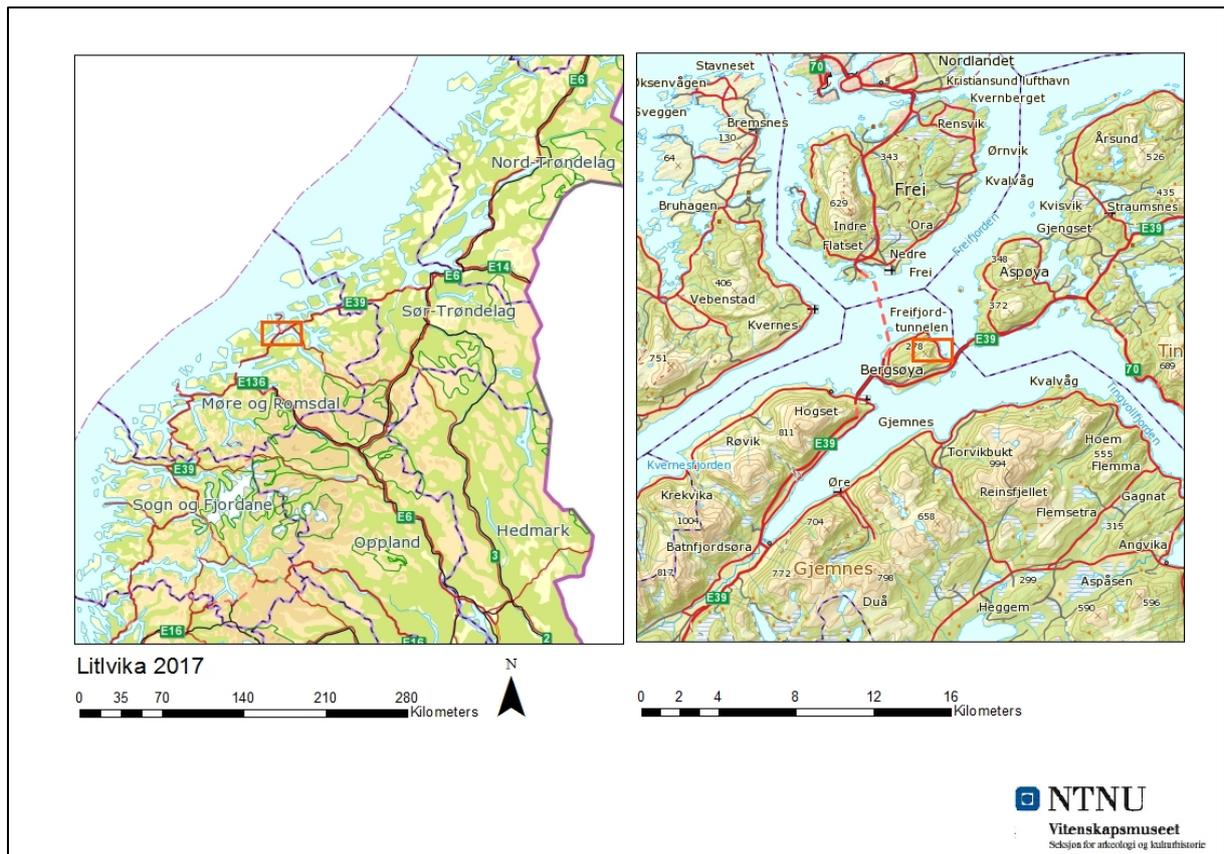 E6
Nord-Trøndelag
E6
E14
E39
Sør-Trøndelag
E136
Møre og Romsdal
E39
Sogn og Fjordane
E6
Hedmark
Oppland
3
E16
E16
2
Stavneset
70
Nordlandet
Øksenvågen
Kristiansund lufthavn
Kvernberget
Sveggen
Bremsnes
Rensvik
130
Årsund
64
343
Ørnvik
526
Frei
Kvalvåg
435
Bruhagen
629
Kvisvik
Straumsnes
Indre
Ora
Gjengset
E39
Flatset
Freifjorden
Nedre
Frei
348
Aspøya
406
Vebenstad
372
Freifjord-
tunnelen
Kvernes
E39
278
751
Tin
Bergsøya
689
70
Kvalvåg
Tingvollfjorden
Hogset
Gjemnes
811
Røvik
E39
Torvikbukt
Hoem
994
555
Flemma
Kvernesfjorden
Øre
Reinsfjellet
Krekvika
Gagnat
Flemsetra
1004
704
658
315
Batnfjordsøra
Angvika
817
772
Gjemnes
798
299
Aspåsen
E39
Duå
Heggem
590
596
Litlvika 2017
N
0 35 70 140 210 280
Kilometers
0 2 4 8 12 16
Kilometers
NTNU
Vitenskapsmuseet
Seksjon for arkeologi og kulturhistorie